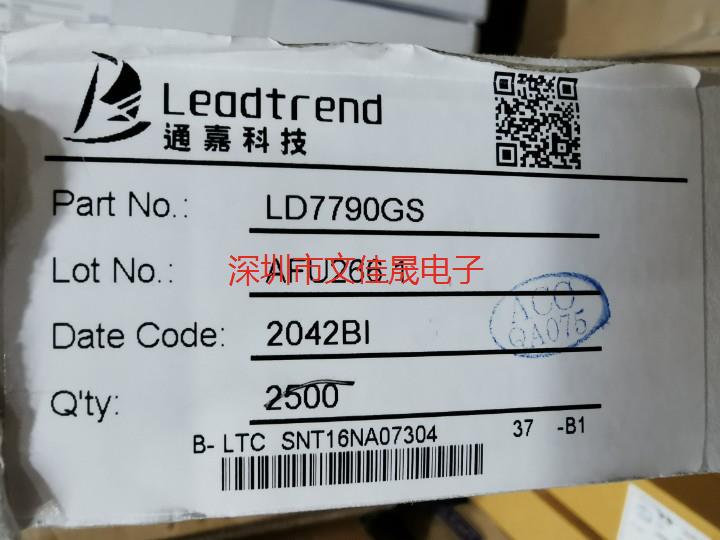 Leadtrend
通嘉科技
Part No.: LD7790GS
Lot No.:
深圳市文佳晟电子
Date Code: 2042BI
ACC
QA075
Q'ty: 2500
B- LTC SNT16NA07304 37 -B1